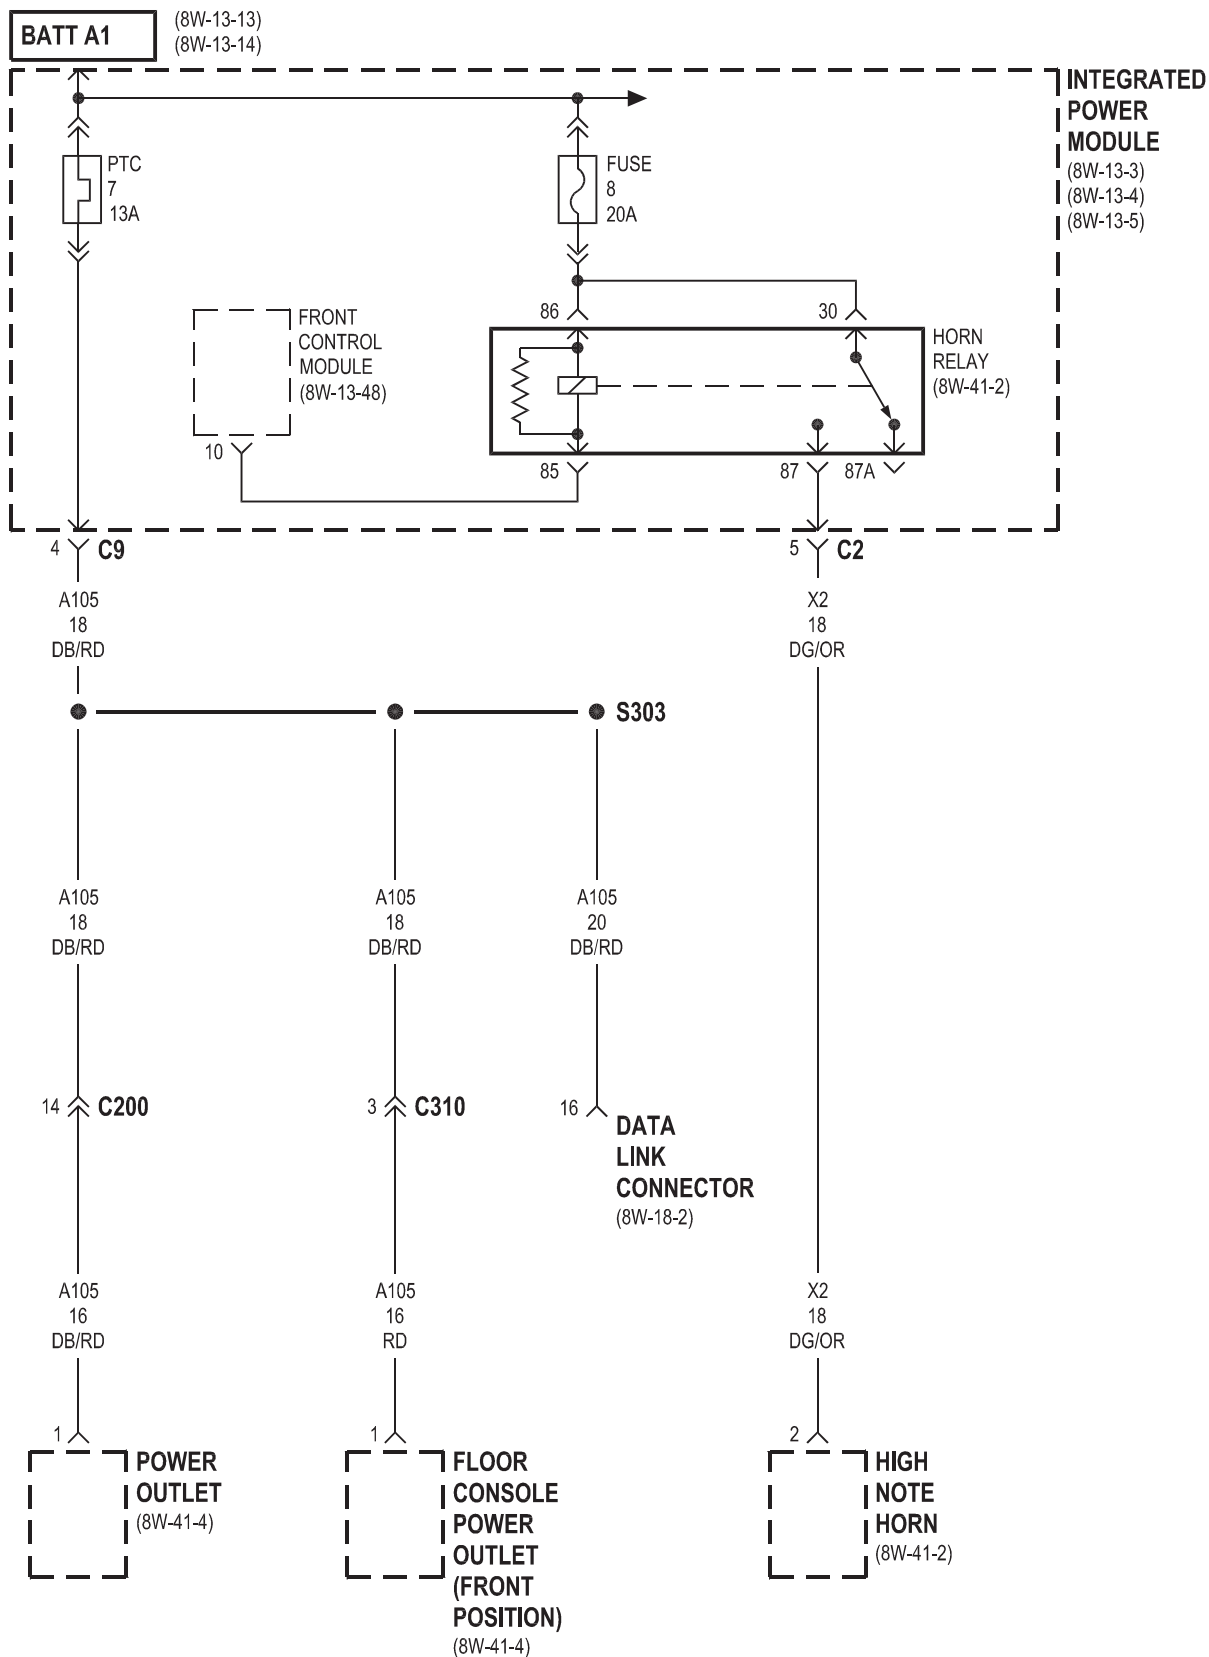 BATT A1
(8W-13-13)
(8W-13-14)
INTEGRATED
POWER
MODULE
(8W-13-3)
(8W-13-4)
(8W-13-5)
PTC
7
13A
FUSE
8
20A
86
30
FRONT
CONTROL
MODULE
(8W-13-48)
HORN
RELAY
(8W-41-2)
10
85
87
87A
4
C9
5
C2
A105
18
DB/RD
X2
18
DG/OR
S303
A105
18
DB/RD
A105
18
DB/RD
A105
20
DB/RD
14
C200
3
C310
16
DATA
LINK
CONNECTOR
(8W-18-2)
A105
16
DB/RD
A105
16
RD
X2
18
DG/OR
1
POWER
OUTLET
(8W-41-4)
1
FLOOR
CONSOLE
POWER
OUTLET
(FRONT
POSITION)
(8W-41-4)
2
HIGH
NOTE
HORN
(8W-41-2)